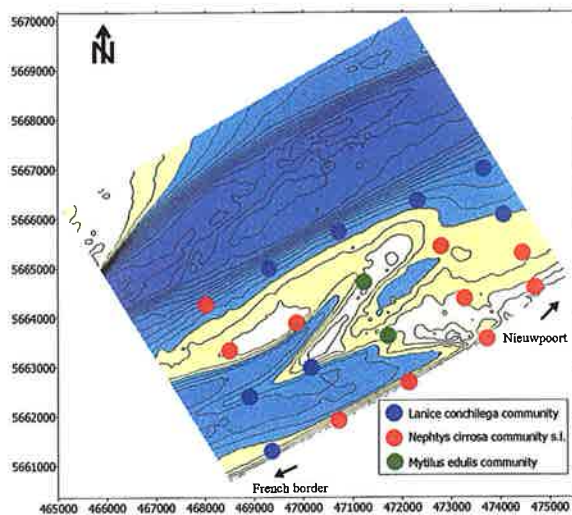 5670000
N
5669000
5668000
5667000
5666000
5665000
5664000
5663000
5662000
5661000
Nieuwpoort
French border
Lanice conchilega community
Nephtys cirrosa community s.l.
Mytilus edulis community
465000 466000 467000 468000 469000 470000 471000 472000 473000 474000 475000